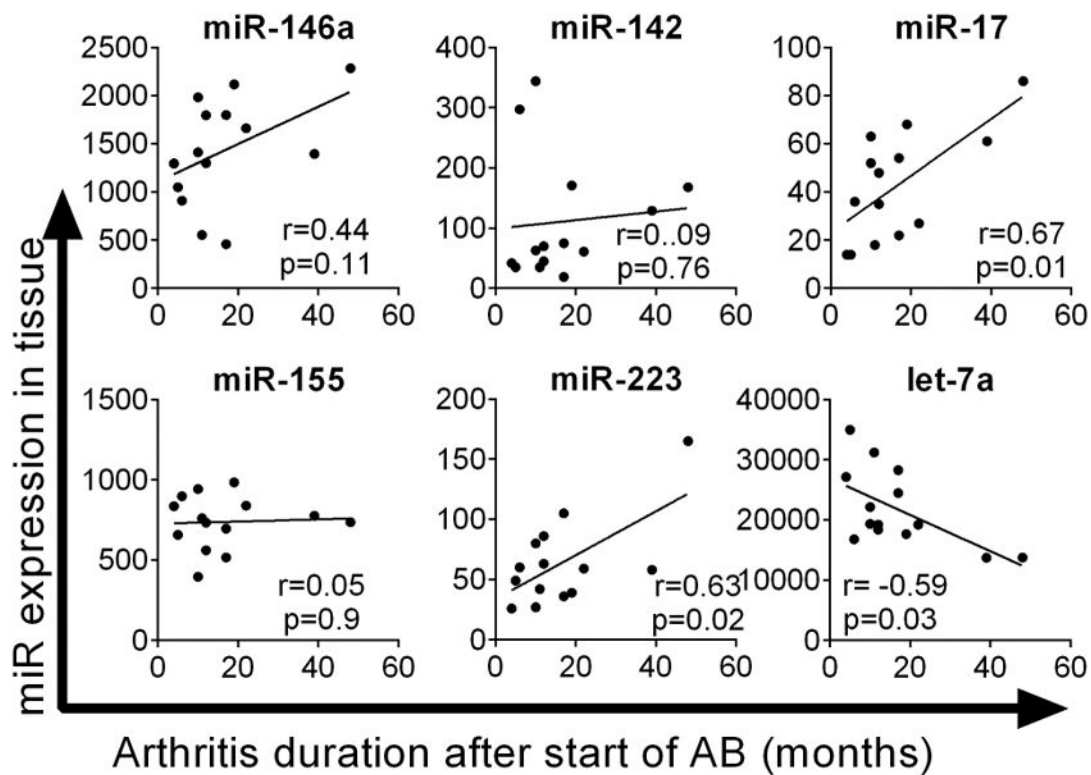 miR-146a
miR-142
miR-17
2500
2000
1500
1000
500
0
0 20 40 60
r=0.44
p=0.11
400
300
200
100
0
0 20 40 60
r=0..09
p=0.76
100
80
60
40
20
0
0 20 40 60
r=0.67
p=0.01
miR-155
miR-223
let-7a
1500
1000
500
0
0 20 40 60
r=0.05
p=0.9
200
150
100
50
0
0 20 40 60
r=0.63
p=0.02
40000
30000
20000
10000
0
0 20 40 60
r= -0.59
p=0.03
miR expression in tissue
Arthritis duration after start of AB (months)